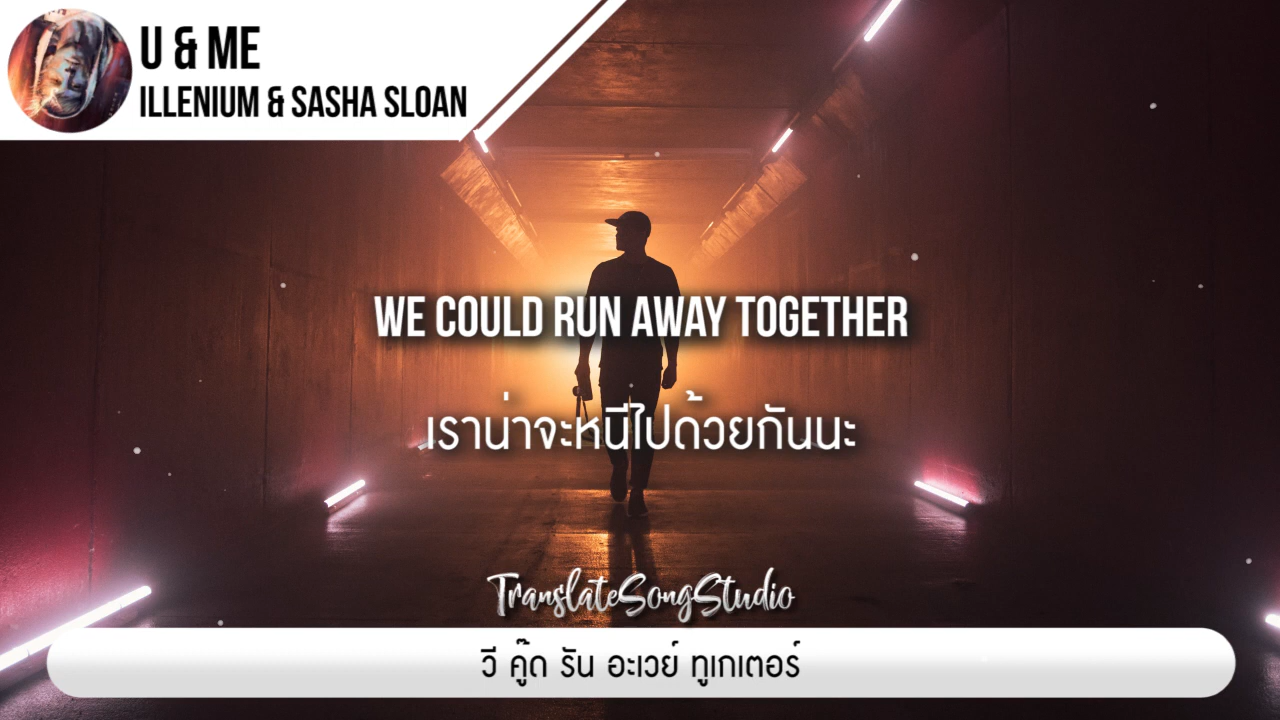 U & ME
ILLENIUM & SASHA SLOAN
WE COULD RUN AWAY TOGETHER
เราน่าจะหนีไปด้วยกันนะ
TranslateSongStudio
วี คู๊ด รัน อะเวย์ ทูเกเตอร์